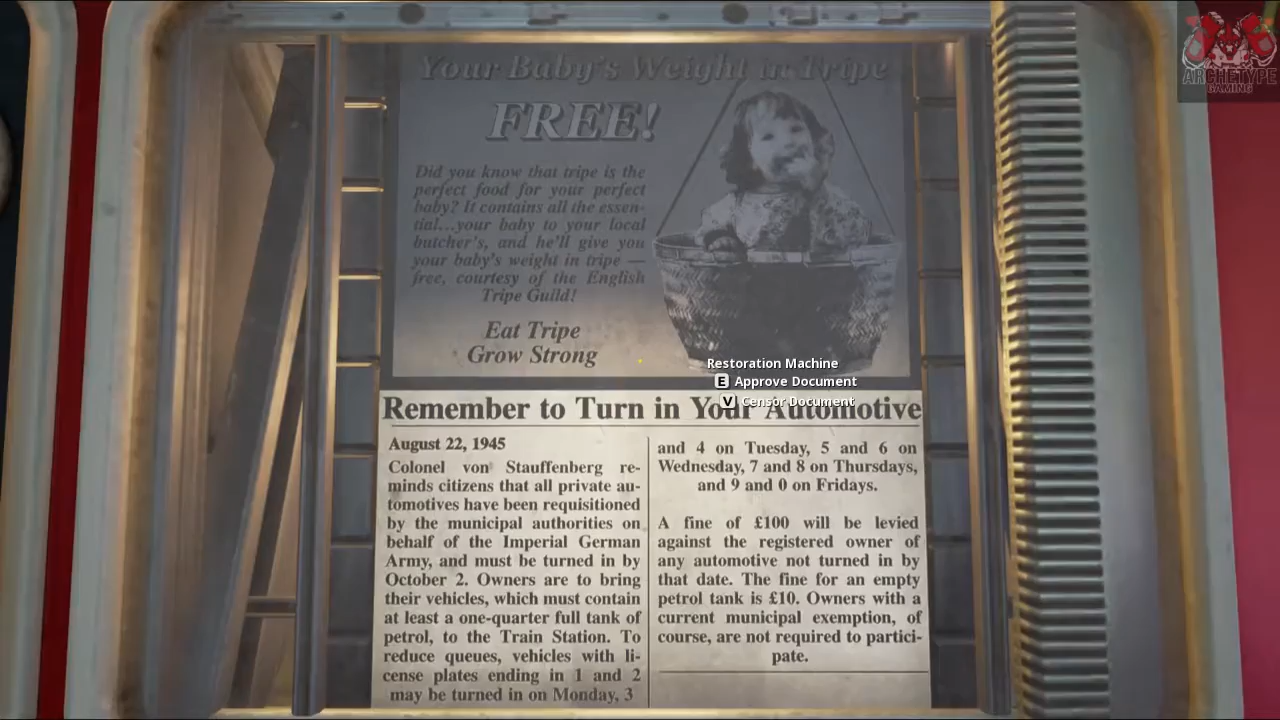 ARCHETYPE
GAMING
Your Baby's Weight in Tripe
FREE!
Did you know that tripe is the
perfect food for your perfect
baby? It contains all the essen-
tial...your baby to your local
butcher's, and he'll give you
your baby's weight in tripe —
free, courtesy of the English
Tripe Guild!
Eat Tripe
Grow Strong
Restoration Machine
E Approve Document
V Censor Document
Remember to Turn in Your Automotive
August 22, 1945
Colonel von Stauffenberg re-
minds citizens that all private au-
tomotives have been requisitioned
by the municipal authorities on
behalf of the Imperial German
Army, and must be turned in by
October 2. Owners are to bring
their vehicles, which must contain
at least a one-quarter full tank of
petrol, to the Train Station. To
reduce queues, vehicles with li-
cense plates ending in 1 and 2
may be turned in on Monday, 3
and 4 on Tuesday, 5 and 6 on
Wednesday, 7 and 8 on Thursdays,
and 9 and 0 on Fridays.
A fine of £100 will be levied
against the registered owner of
any automotive not turned in by
that date. The fine for an empty
petrol tank is £10. Owners with a
current municipal exemption, of
course, are not required to partici-
pate.